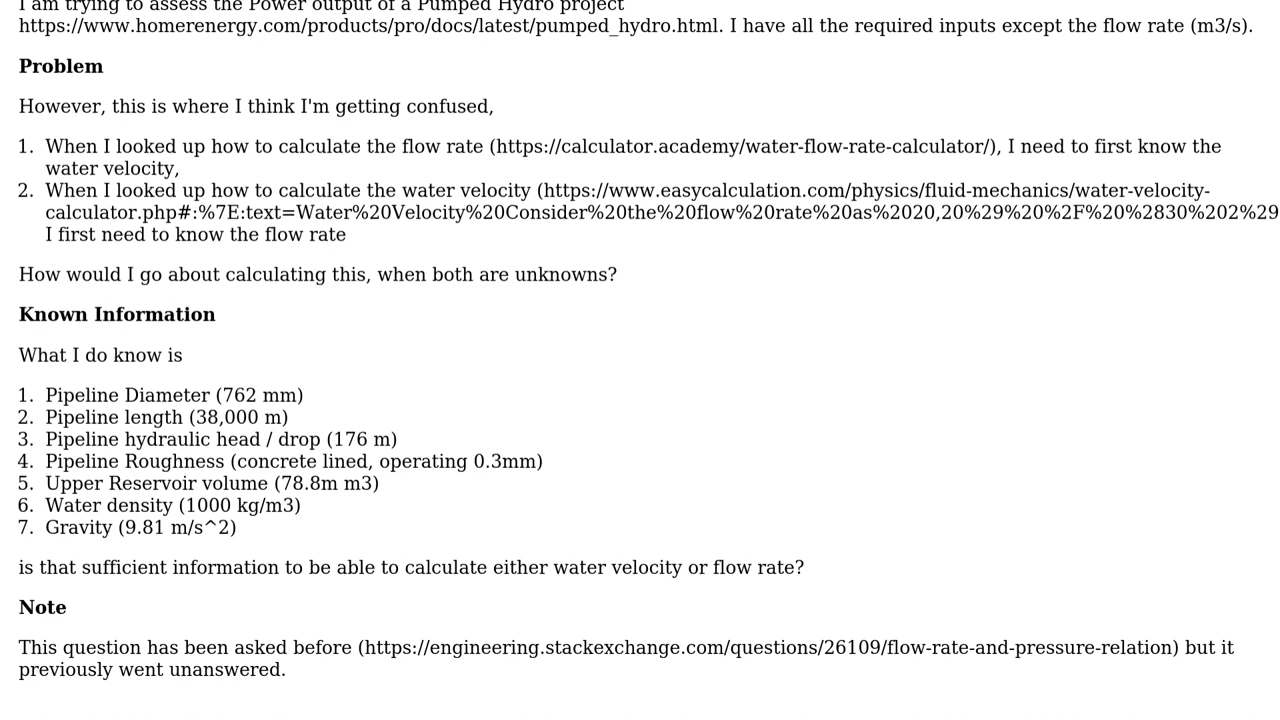 I am trying to assess the Power output of a Pumped Hydro project
https://www.homerenergy.com/products/pro/docs/latest/pumped_hydro.html. I have all the required inputs except the flow rate (m3/s).
Problem
However, this is where I think I'm getting confused,
1. When I looked up how to calculate the flow rate (https://calculator.academy/water-flow-rate-calculator/), I need to first know the
water velocity,
2. When I looked up how to calculate the water velocity (https://www.easycalculation.com/physics/fluid-mechanics/water-velocity-
calculator.php#:%7E:text=Water%20Velocity%20Consider%20the%20flow%20rate%20as%2020,20%29%20%2F%20%2830%202%29
I first need to know the flow rate
How would I go about calculating this, when both are unknowns?
Known Information
What I do know is
1. Pipeline Diameter (762 mm)
2. Pipeline length (38,000 m)
3. Pipeline hydraulic head / drop (176 m)
4. Pipeline Roughness (concrete lined, operating 0.3mm)
5. Upper Reservoir volume (78.8m m3)
6. Water density (1000 kg/m3)
7. Gravity (9.81 m/s^2)
is that sufficient information to be able to calculate either water velocity or flow rate?
Note
This question has been asked before (https://engineering.stackexchange.com/questions/26109/flow-rate-and-pressure-relation) but it
previously went unanswered.